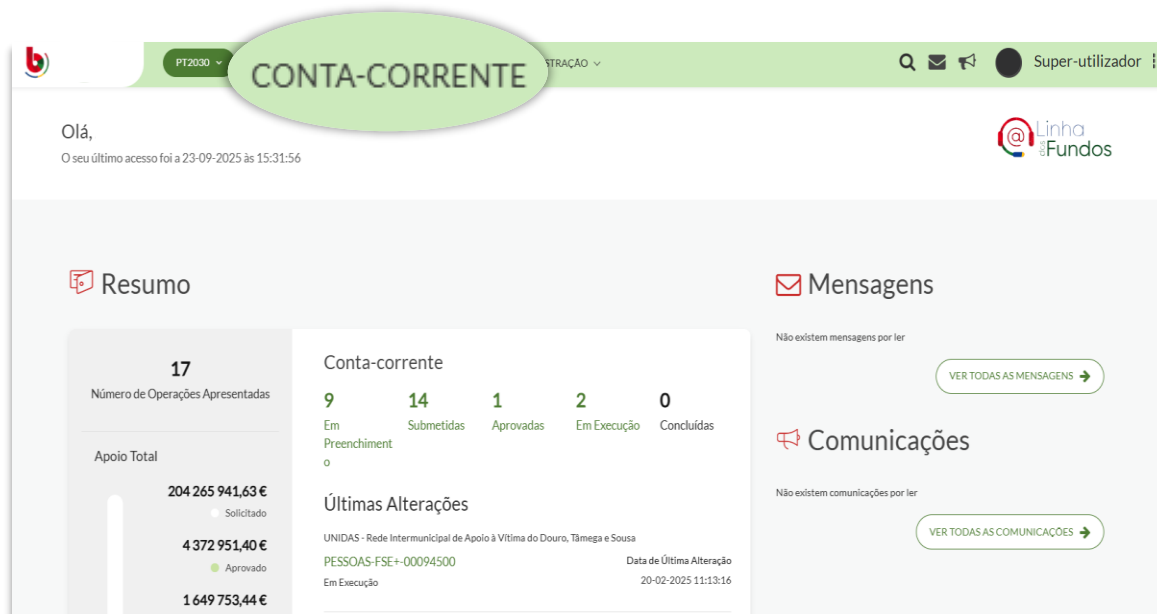 b
PT2030
CONTA-CORRENTE
STRAÇÃO
Super-utilizador
Olá,
O seu último acesso foi a 23-09-2025 às 15:31:56
@ Linha
dos Fundos
Resumo
17
Número de Operações Apresentadas
Apoio Total
204 265 941,63 €
Solicitado
4 372 951,40 €
Aprovado
1 649 753,44 €
Conta-corrente
9
Em
Preenchiment
o
14
Submetidas
1
Aprovadas
2
Em Execução
0
Concluídas
Últimas Alterações
UNIDAS - Rede Intermunicipal de Apoio à Vítima do Douro, Tâmega e Sousa
PESSOAS-FSE+-00094500
Em Execução
Data de Última Alteração
20-02-2025 11:13:16
Mensagens
Não existem mensagens por ler
VER TODAS AS MENSAGENS
Comunicações
Não existem comunicações por ler
VER TODAS AS COMUNICAÇÕES